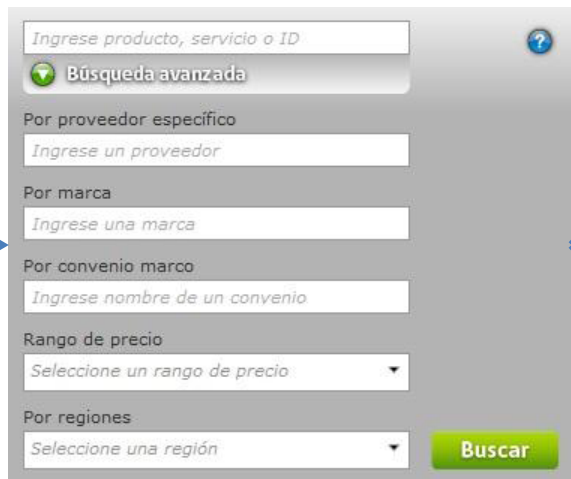 Ingrese producto, servicio o ID
?
Búsqueda avanzada
Por proveedor específico
Ingrese un proveedor
Por marca
Ingrese una marca
Por convenio marco
Ingrese nombre de un convenio
Rango de precio
Seleccione un rango de precio
Por regiones
Seleccione una región
Buscar